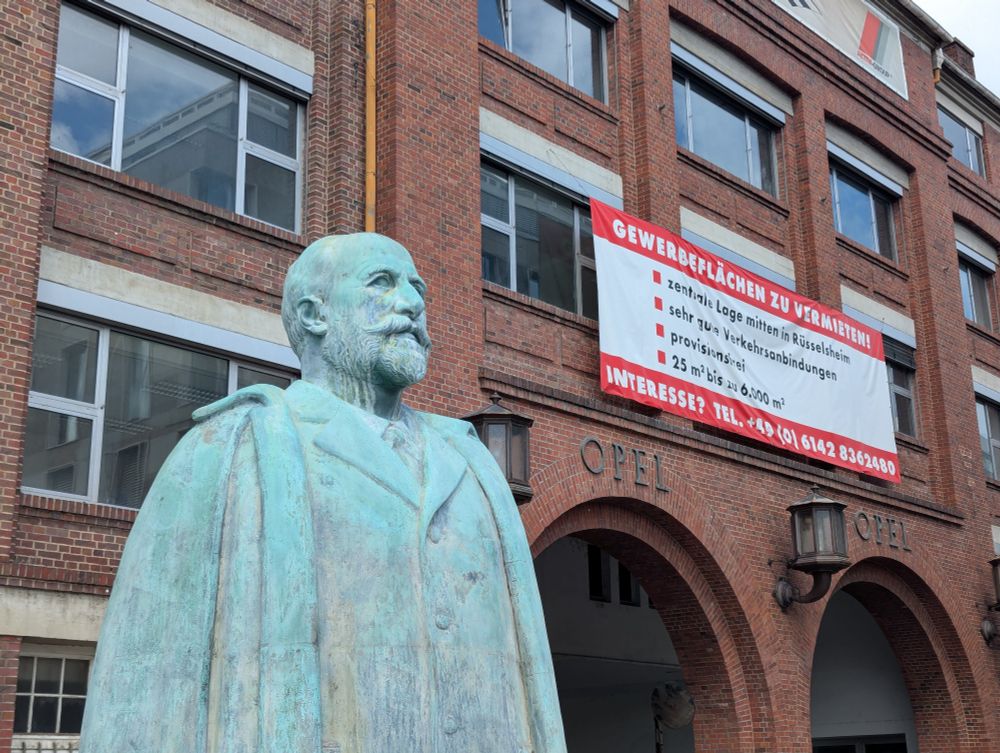 GROUP
GEWERBEFLÄCHEN ZU VERMIETEN!
zentrale Lage mitten in Rüsselsheim
sehr gute Verkehrsanbindungen
provisionsfrei
25 m² bis zu 6.000 m²
INTERESSE? TEL. +49 (0) 6142 8362480
OPEL
OPEL